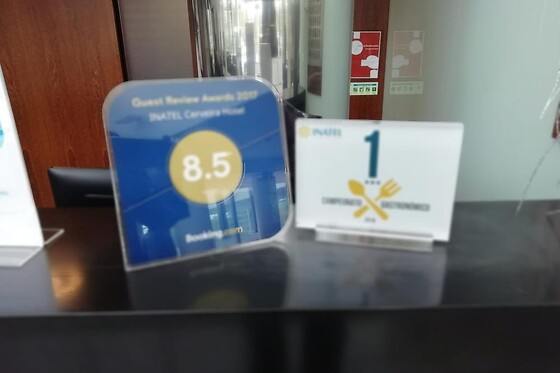 Guest Review Awards 2017
INATEL Cerveira Hotel
8.5
Booking.com
INATEL
1
CAMPEONATO GASTRONÓMICO